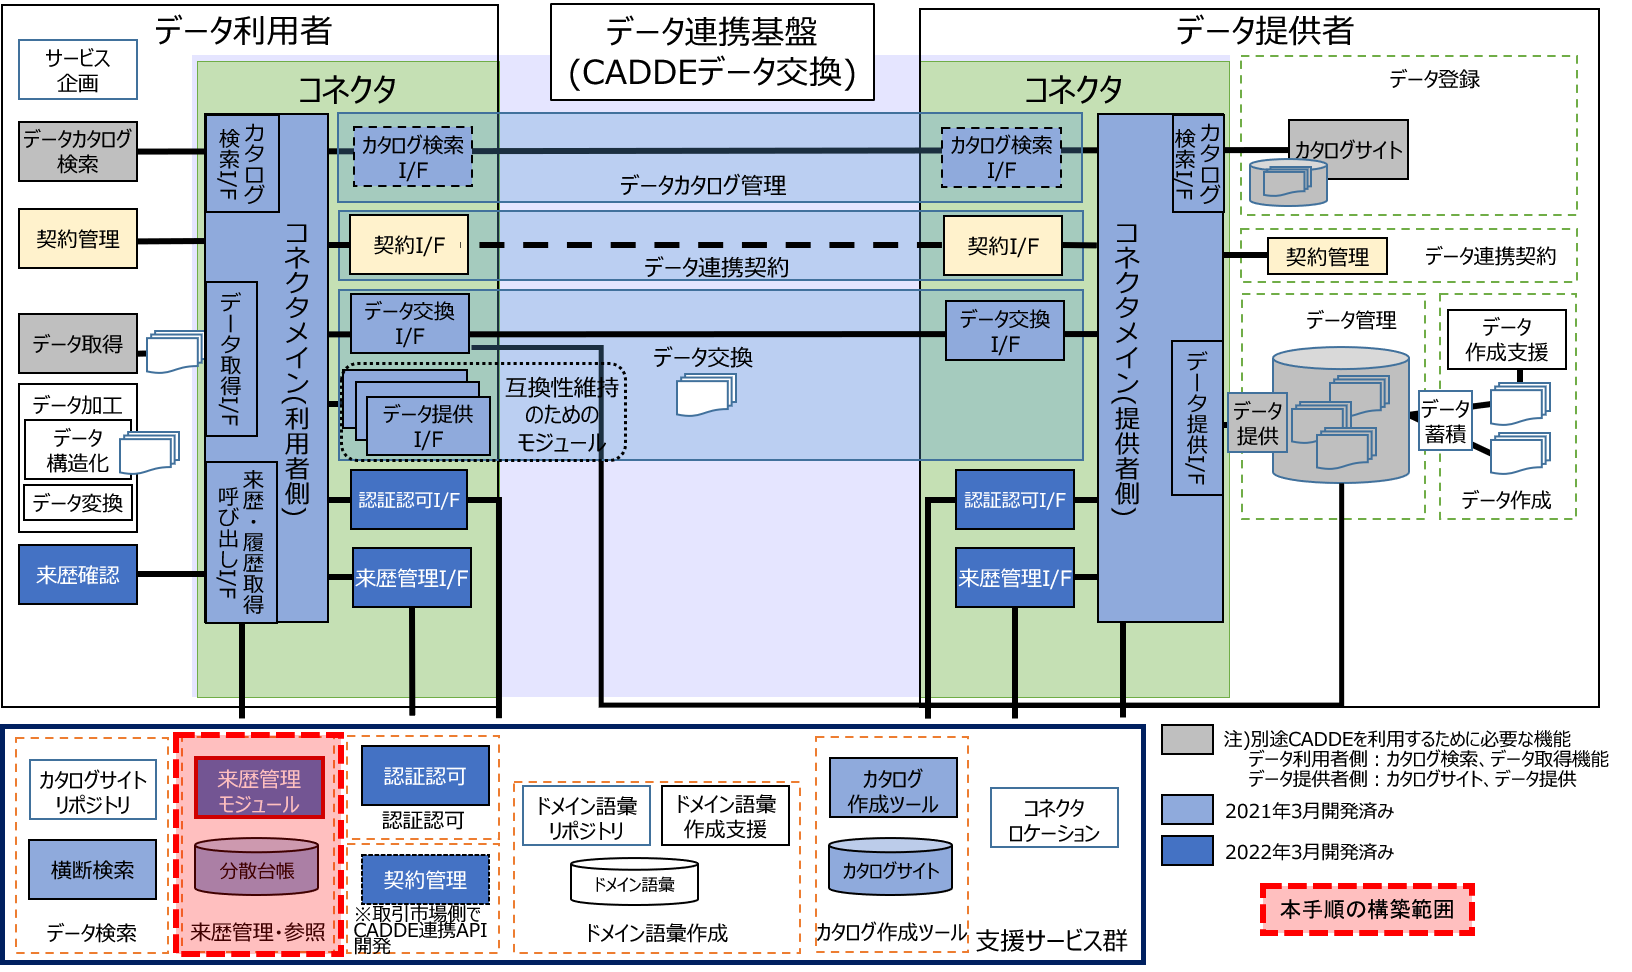 データ利用者
データ連携基盤
(CADDEデータ交換)
データ提供者
サービス
企画
データカタログ
検索
契約管理
データ取得
データ加工
データ
構造化
データ変換
来歴確認
コネクタ
カタログ
検索I/F
データ取得I/F
来歴・履歴取得
呼び出しI/F
コネクタメイン(利用者側)
カタログ検索
I/F
契約I/F
データ交換
I/F
データ提供
I/F
互換性維持
のための
モジュール
認証認可I/F
来歴管理I/F
データカタログ管理
データ連携契約
データ交換
コネクタ
カタログ検索
I/F
契約I/F
データ交換
I/F
認証認可I/F
来歴管理I/F
コネクタメイン(提供者側)
カタログ
検索I/F
データ提供I/F
データ登録
カタログサイト
契約管理
データ連携契約
データ管理
データ
提供
データ
作成支援
データ
蓄積
データ作成
カタログサイト
リポジトリ
横断検索
データ検索
来歴管理
モジュール
分散台帳
来歴管理・参照
認証認可
認証認可
契約管理
※取引市場側で
CADDE連携API
開発
ドメイン語彙
リポジトリ
ドメイン語彙
作成支援
ドメイン語彙
ドメイン語彙作成
カタログ
作成ツール
カタログサイト
カタログ作成ツール
コネクタ
ロケーション
支援サービス群
注)別途CADDEを利用するために必要な機能
データ利用者側：カタログ検索、データ取得機能
データ提供者側：カタログサイト、データ提供
2021年3月開発済み
2022年3月開発済み
本手順の構築範囲